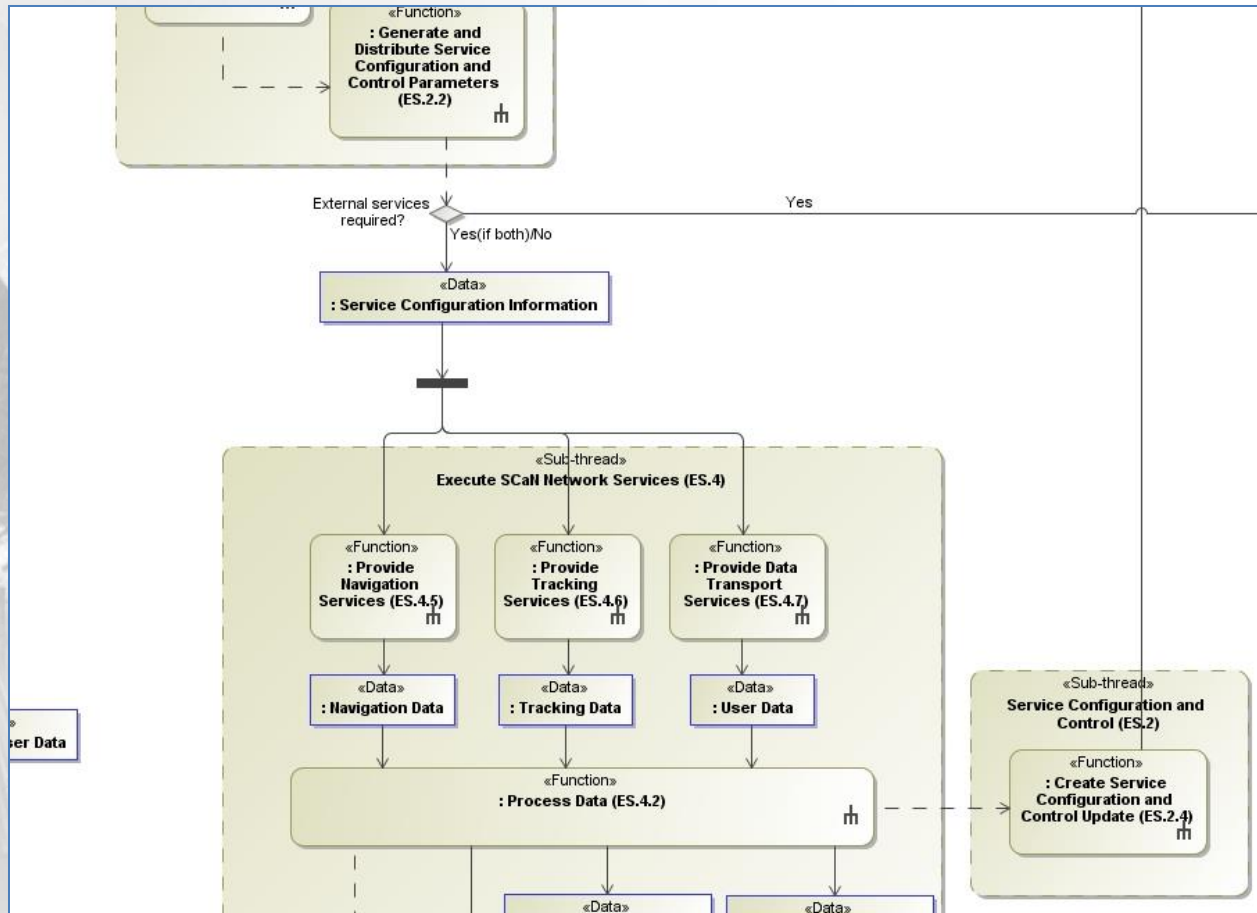 «Function»
: Generate and
Distribute Service
Configuration and
Control Parameters
(ES.2.2)
External services
required?
Yes
Yes(if both)/No
«Data»
: Service Configuration Information
«Sub-thread»
Execute SCaN Network Services (ES.4)
«Function»
: Provide
Navigation
Services (ES.4.5)
«Function»
: Provide
Tracking
Services (ES.4.6)
«Function»
: Provide Data
Transport
Services (ES.4.7)
«Data»
: Navigation Data
«Data»
: Tracking Data
«Data»
: User Data
ser Data
«Sub-thread»
Service Configuration and
Control (ES.2)
«Function»
: Create Service
Configuration and
Control Update (ES.2.4)
«Function»
: Process Data (ES.4.2)
«Data»
«Data»